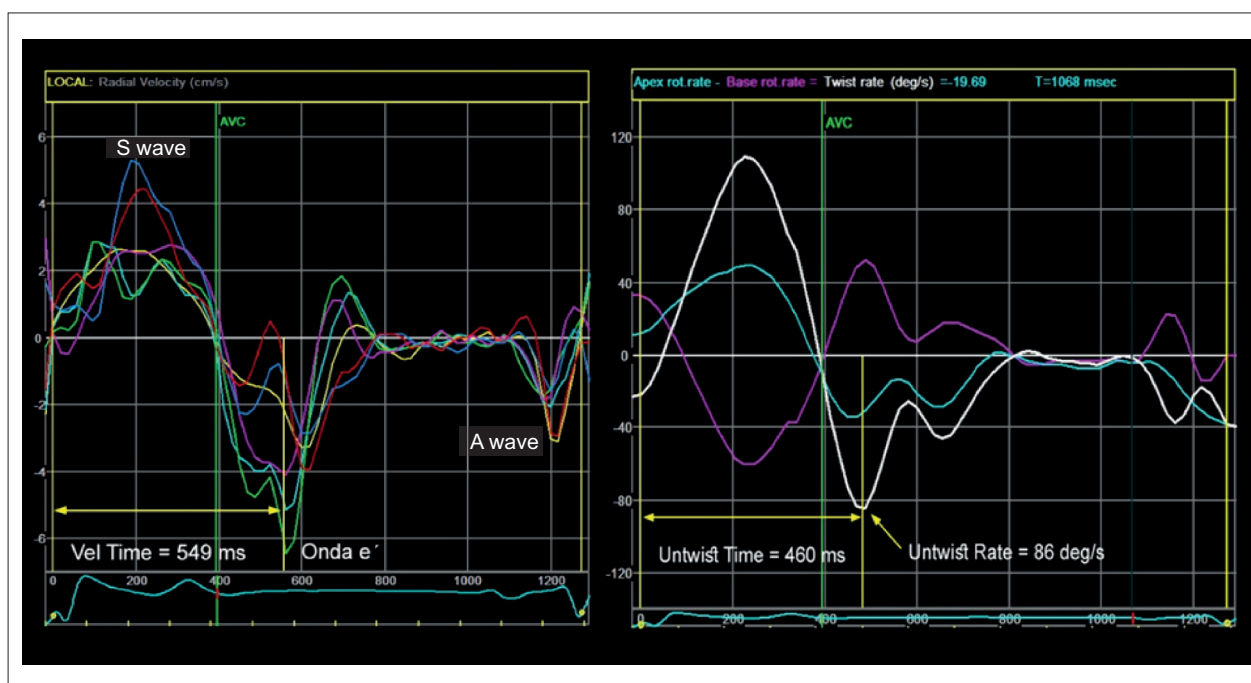 LOCAL: Radial Velocity (cm/s)
AVC
6
S wave
4
2
0
-2
A wave
-4
-6
Vel Time = 549 ms
Onda e´
0 200 400 600 800 1000 1200
Apex rot.rate - Base rot.rate = Twist rate (deg/s) =-19.69 T=1068 msec
AVC
120
80
40
0
-40
-80
Untwist Time = 460 ms
Untwist Rate = 86 deg/s
-120
0 200 400 600 800 1000 1200